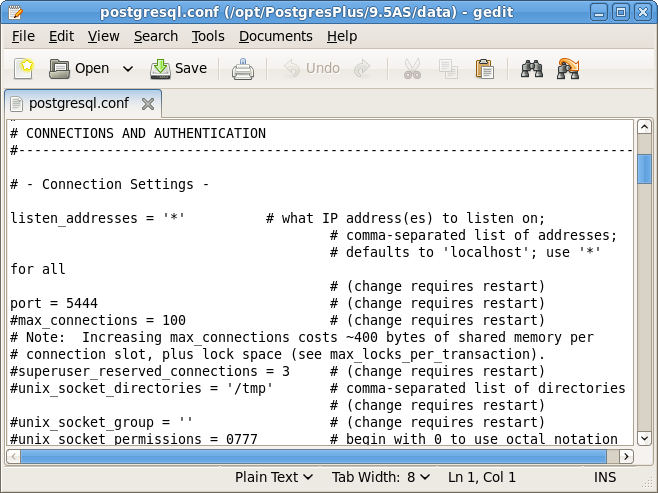 postgresql.conf (/opt/PostgresPlus/9.5AS/data) - gedit
File Edit View Search Tools Documents Help
Open Save Undo
postgresql.conf
# CONNECTIONS AND AUTHENTICATION
#------------------------------------------------------------------------------
# - Connection Settings -
listen_addresses = '*'          # what IP address(es) to listen on;
                                        # comma-separated list of addresses;
                                        # defaults to 'localhost'; use '*'
for all
                                        # (change requires restart)
port = 5444                             # (change requires restart)
#max_connections = 100                  # (change requires restart)
# Note:  Increasing max_connections costs ~400 bytes of shared memory per
# connection slot, plus lock space (see max_locks_per_transaction).
#superuser_reserved_connections = 3     # (change requires restart)
#unix_socket_directories = '/tmp'       # comma-separated list of directories
                                        # (change requires restart)
#unix_socket_group = ''                 # (change requires restart)
#unix_socket_permissions = 0777         # begin with 0 to use octal notation
Plain Text Tab Width: 8 Ln 1, Col 1 INS